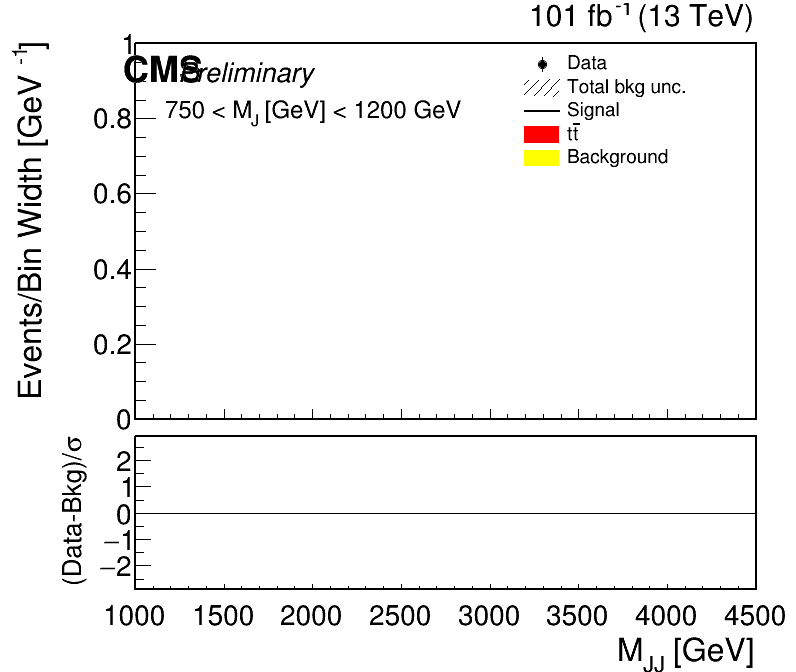 101 fb⁻¹ (13 TeV)
CMS Preliminary
750 < M_J [GeV] < 1200 GeV
Data
Total bkg unc.
Signal
tt̄
Background
Events/Bin Width [GeV⁻¹]
1
0.8
0.6
0.4
0.2
0
(Data-Bkg)/σ
2
1
0
−1
−2
1000 1500 2000 2500 3000 3500 4000 4500
M_JJ [GeV]